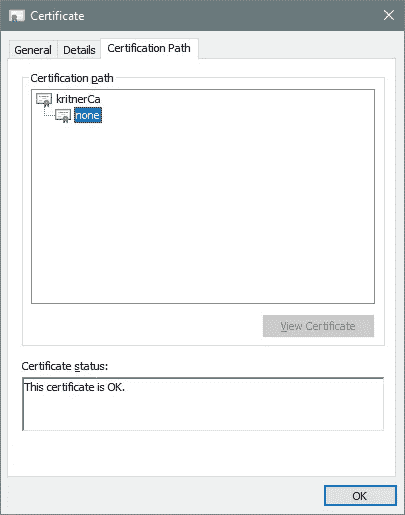 Certificate
General Details Certification Path
Certification path
kritnerCa
none
View Certificate
Certificate status:
This certificate is OK.
OK